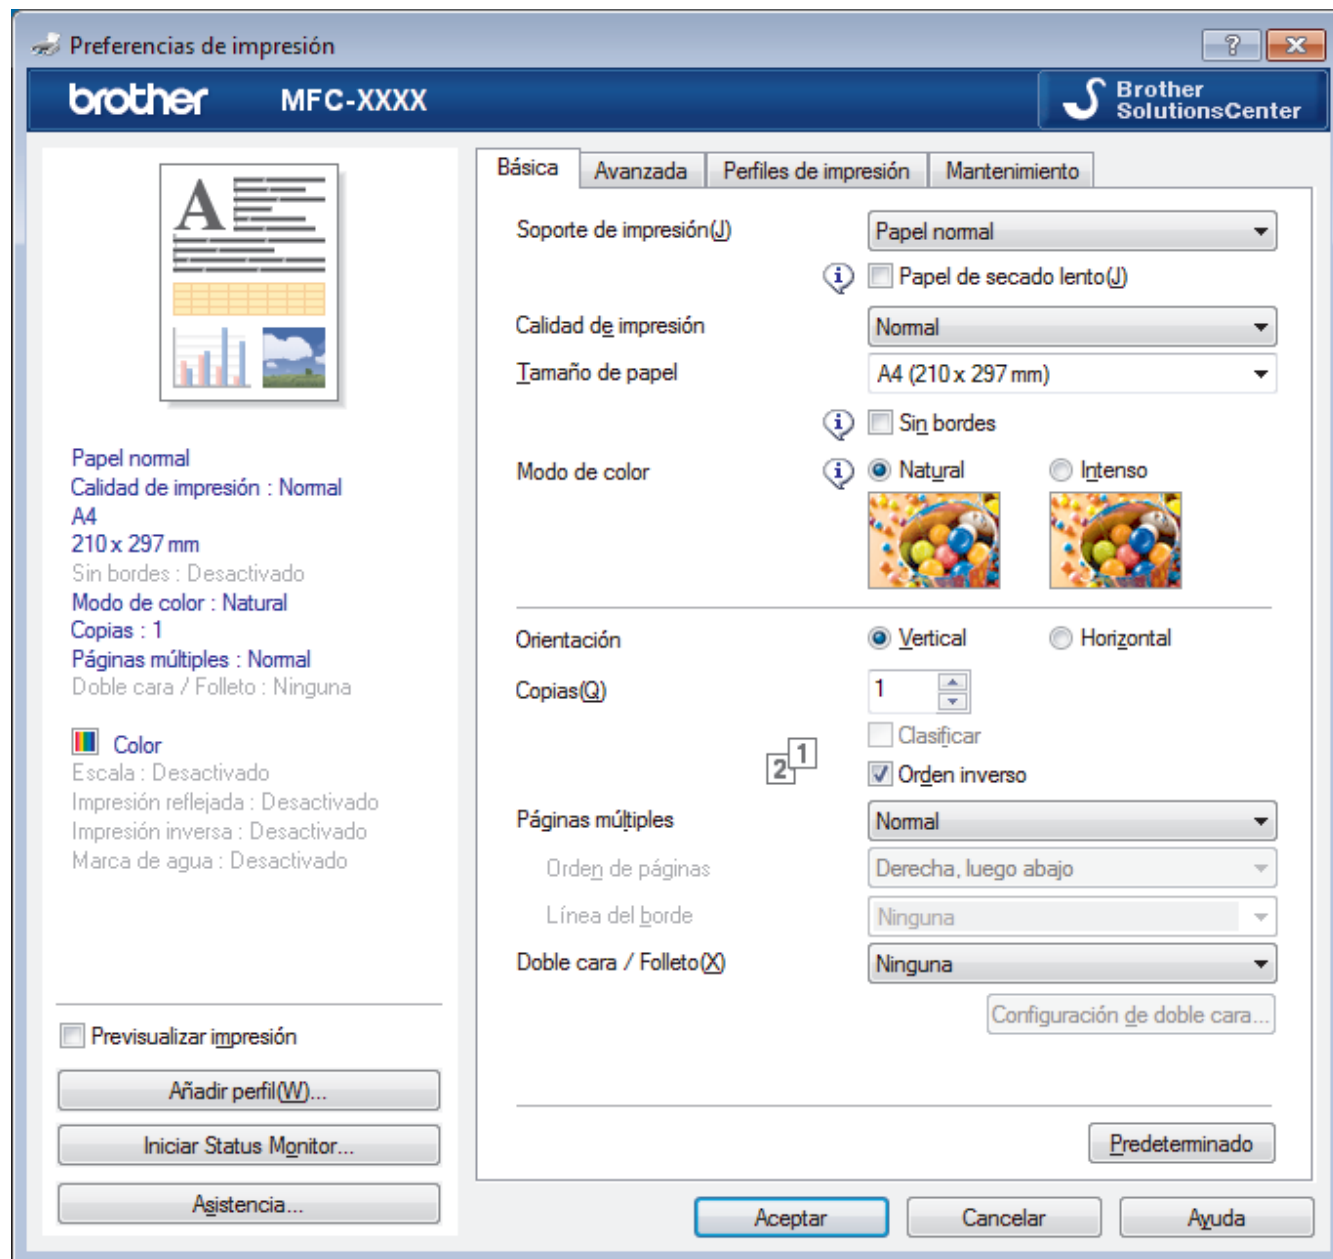 Preferencias de impresión
brother MFC-XXXX
Brother
SolutionsCenter
A
Papel normal
Calidad de impresión : Normal
A4
210 x 297 mm
Sin bordes : Desactivado
Modo de color : Natural
Copias : 1
Páginas múltiples : Normal
Doble cara / Folleto : Ninguna
Color
Escala : Desactivado
Impresión reflejada : Desactivado
Impresión inversa : Desactivado
Marca de agua : Desactivado
Previsualizar impresión
Añadir perfil(W)...
Iniciar Status Monitor...
Asistencia...
Básica Avanzada Perfiles de impresión Mantenimiento
Soporte de impresión(J) Papel normal
Papel de secado lento(J)
Calidad de impresión Normal
Tamaño de papel A4 (210 x 297 mm)
Sin bordes
Modo de color Natural Intenso
Orientación Vertical Horizontal
Copias(Q) 1
Clasificar
2 1
Orden inverso
Páginas múltiples Normal
Orden de páginas Derecha, luego abajo
Línea del borde Ninguna
Doble cara / Folleto(X) Ninguna
Configuración de doble cara...
Predeterminado
Aceptar Cancelar Ayuda